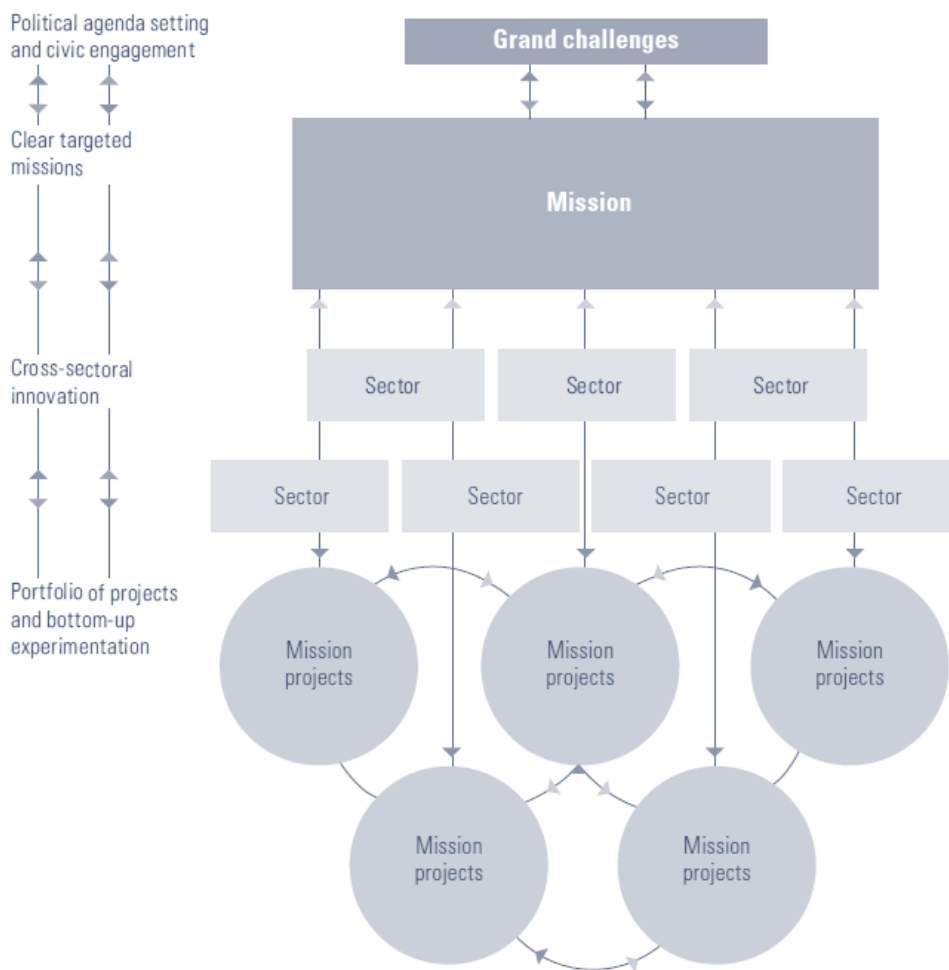 Political agenda setting
and civic engagement
Grand challenges
Clear targeted
missions
Mission
Cross-sectoral
innovation
Sector
Sector
Sector
Sector
Sector
Sector
Sector
Portfolio of projects
and bottom-up
experimentation
Mission
projects
Mission
projects
Mission
projects
Mission
projects
Mission
projects